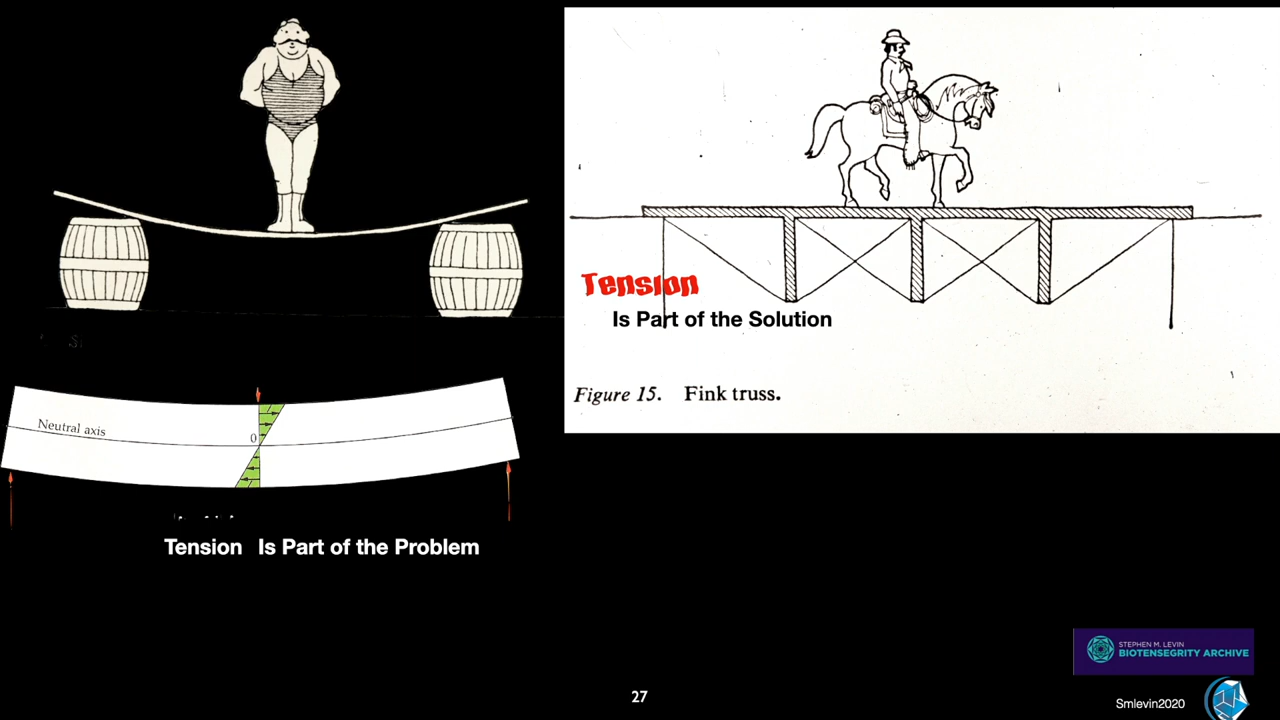 Neutral axis
0
Tension Is Part of the Problem
Tension
Is Part of the Solution
Figure 15. Fink truss.
STEPHEN M. LEVIN
BIOTENSEGRITY ARCHIVE
27
Smlevin2020